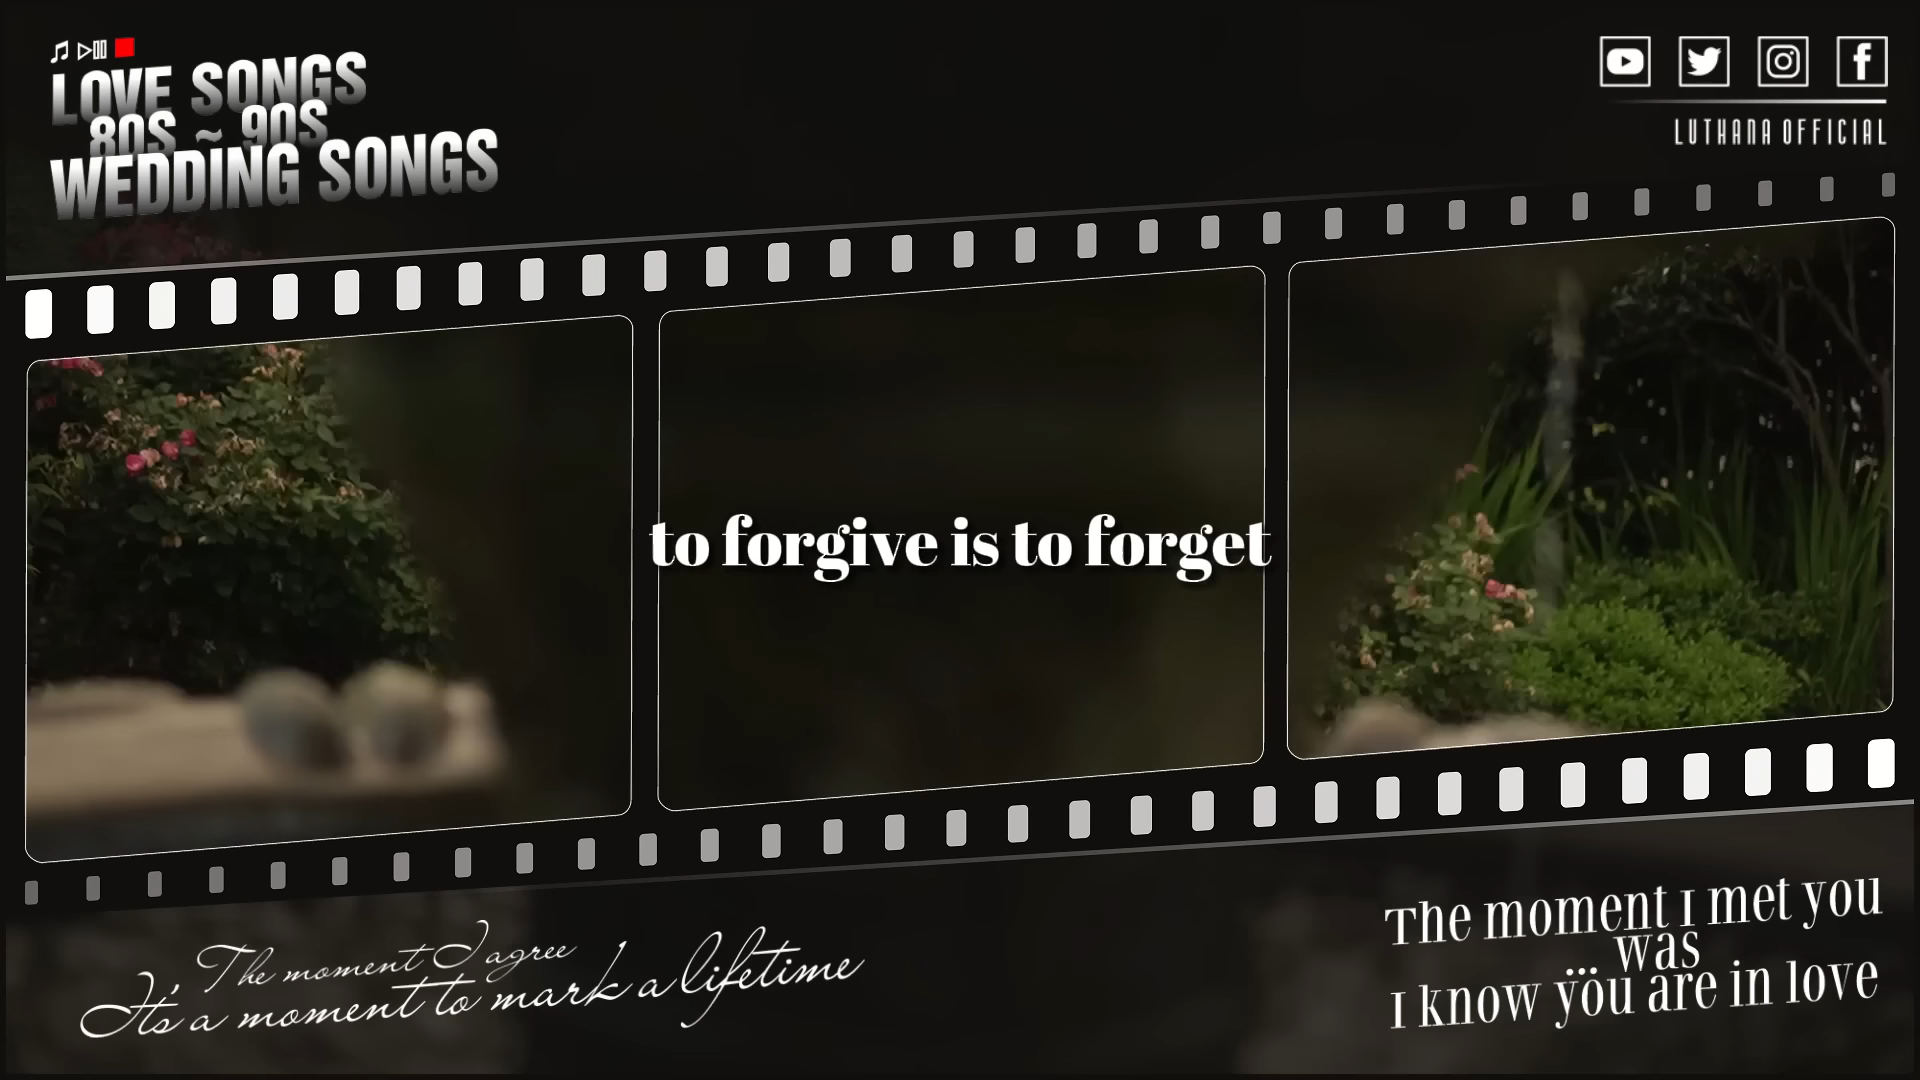 LOVE SONGS
80S ~ 90S
WEDDING SONGS
LUTHANA OFFICIAL
to forgive is to forget
The moment I agree
It's a moment to mark a lifetime
The moment I met you
was
I know you are in love